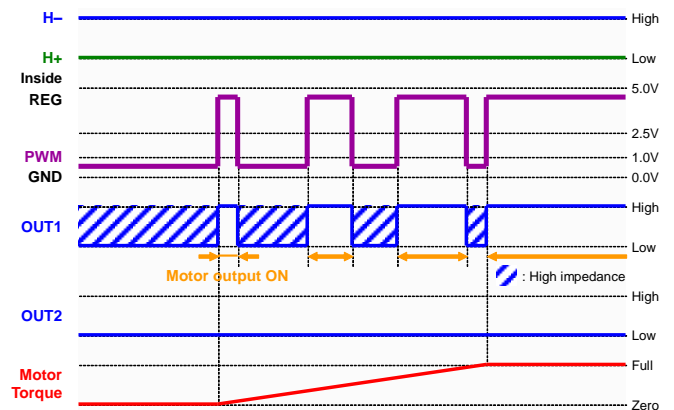 H– High
H+ Low
Inside
REG 5.0V
2.5V
PWM 1.0V
GND 0.0V
High
OUT1
Low
Motor output ON : High impedance
High
OUT2
Low
Full
Motor
Torque
Zero